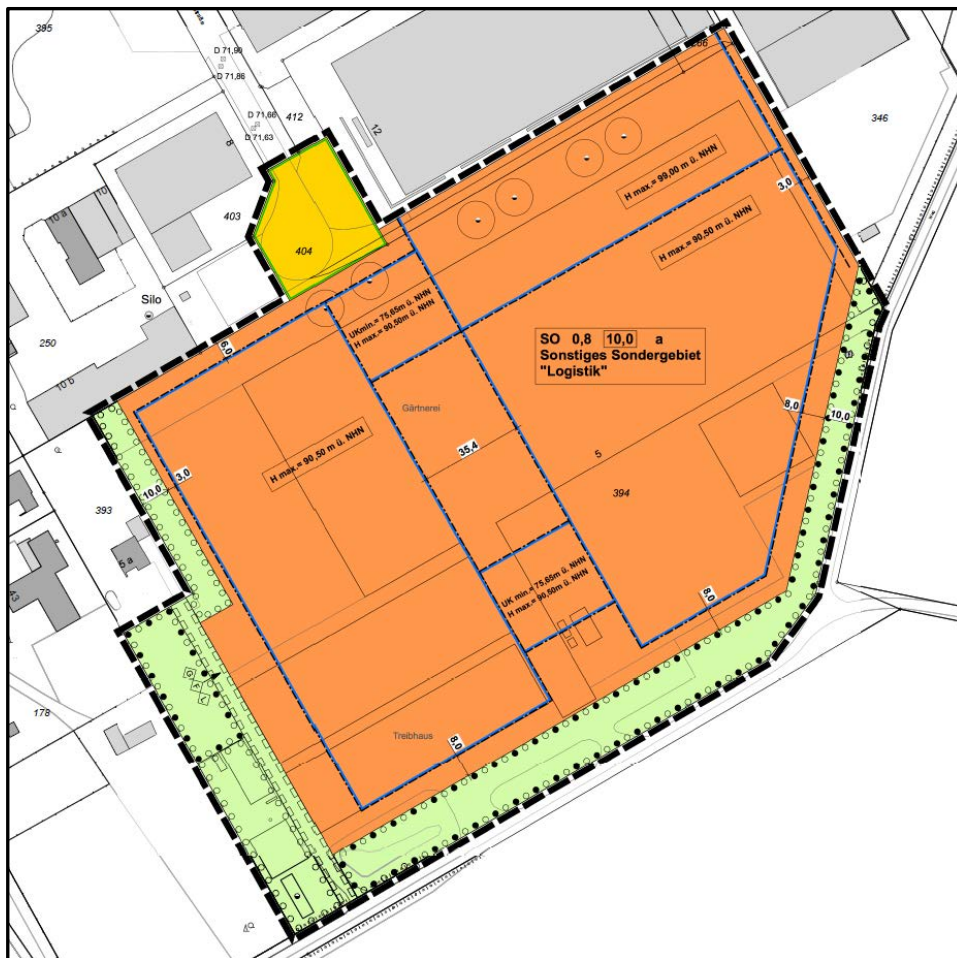 395
D 71,90
D 71,86
D 71,66
D 71,63
412
8
12
286
346
10 a
10
403
404
H max.= 99,00 m ü. NHN
3,0
H max.= 90,50 m ü. NHN
Silo
UKmin.= 75,65m ü. NHN
H max.= 90,50m ü. NHN
6,0
250
10 b
SO 0,8 10,0 a
Sonstiges Sondergebiet
"Logistik"
Gärtnerei
8,0
10,0
H max.= 90,50 m ü. NHN
35,4
5
394
10,0
3,0
393
5 a
43
UK min.= 75,65m ü. NHN
H max.= 90,50m ü. NHN
8,0
G
F
L
178
Treibhaus
8,0